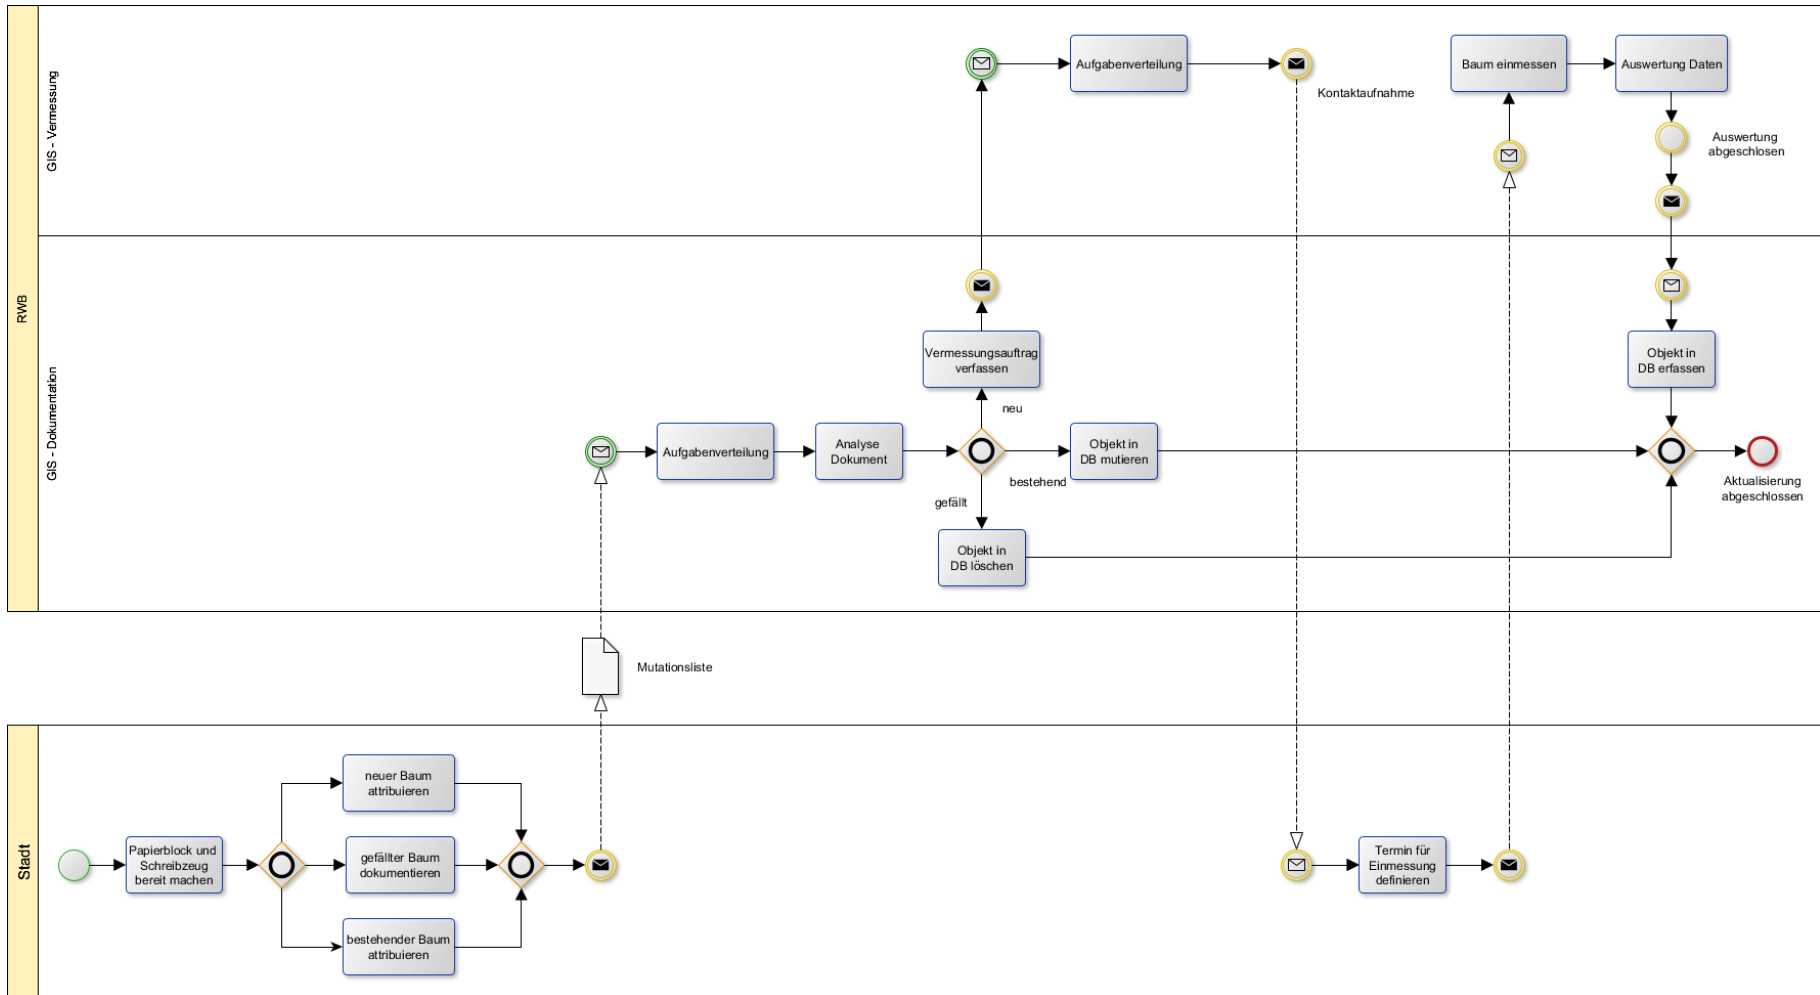 RWB
GIS - Vermessung
Aufgabenverteilung
Kontaktaufnahme
Baum einmessen
Auswertung Daten
Auswertung
abgeschlosen
GIS - Dokumentation
Vermessungsauftrag
verfassen
neu
Aufgabenverteilung
Analyse
Dokument
Objekt in
DB mutieren
bestehend
gefällt
Objekt in
DB löschen
Objekt in
DB erfassen
Aktualisierung
abgeschlossen
Mutationsliste
Stadt
Papierblock und
Schreibzeug
bereit machen
neuer Baum
attribuieren
gefällter Baum
dokumentieren
bestehender Baum
attribuieren
Termin für
Einmessung
definieren